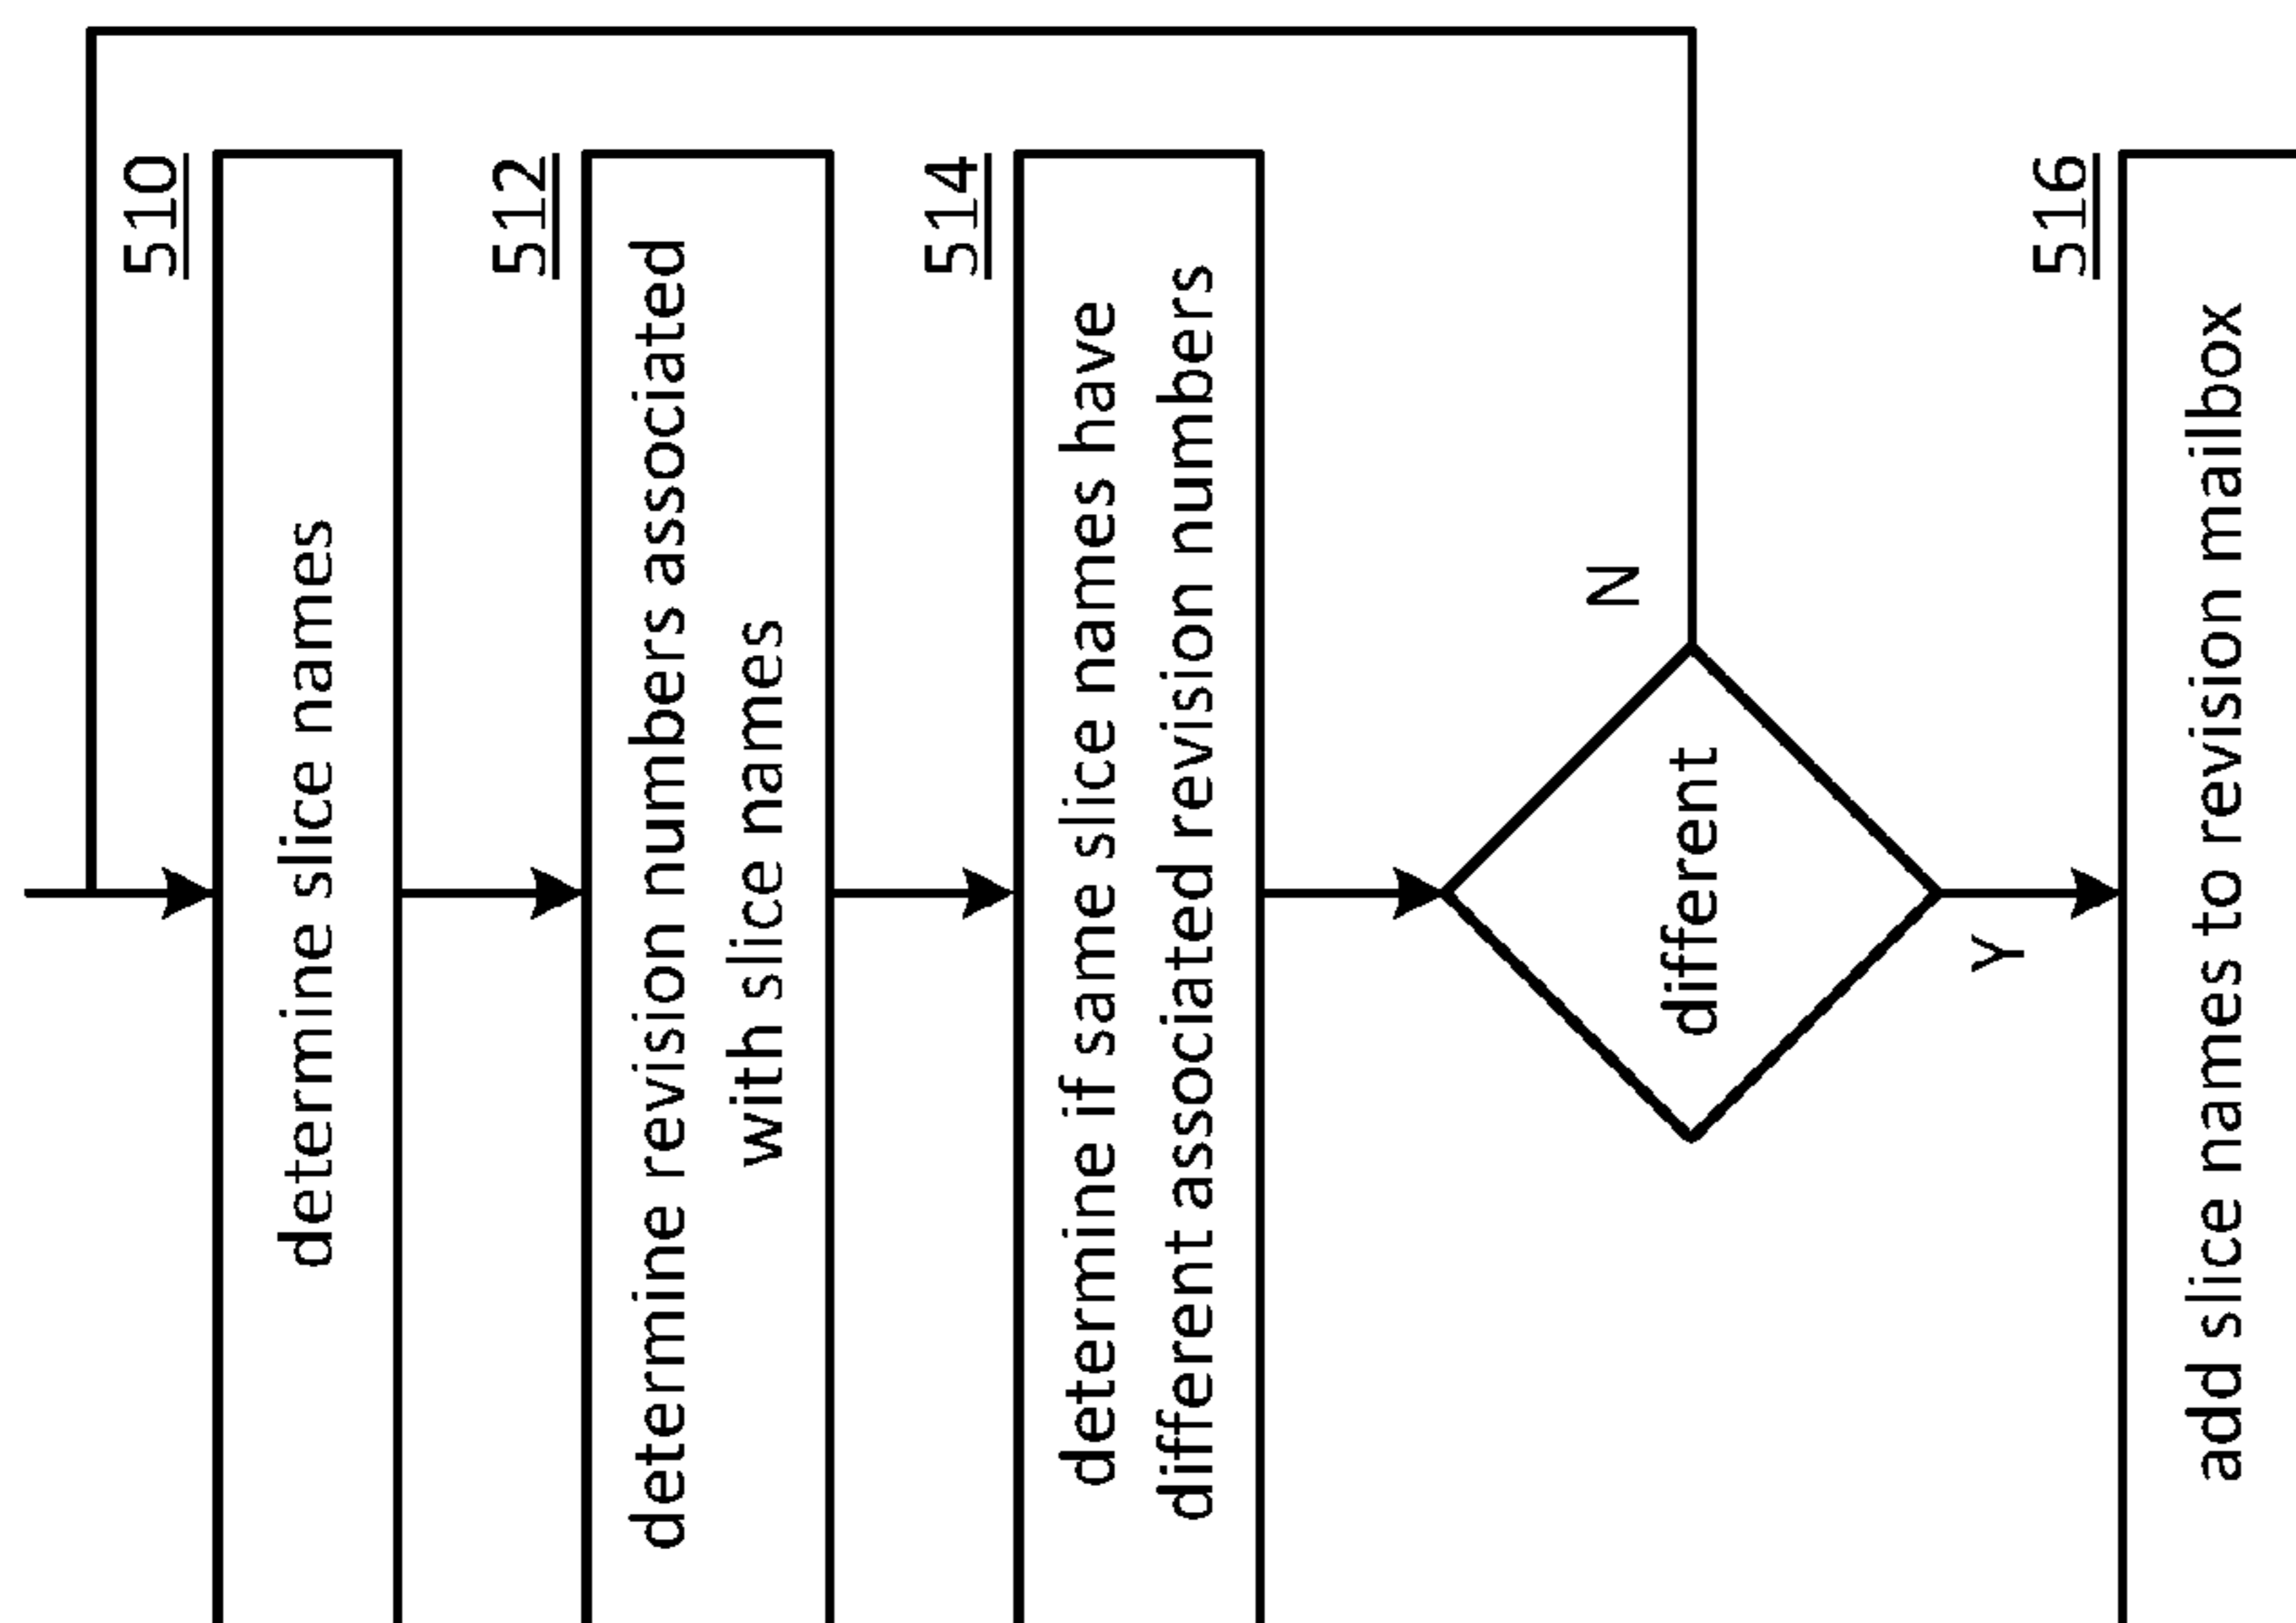 510
determine slice names
512
determine revision numbers associated
with slice names
514
determine if same slice names have
different associated revision numbers
different
N
Y
516
add slice names to revision mailbox